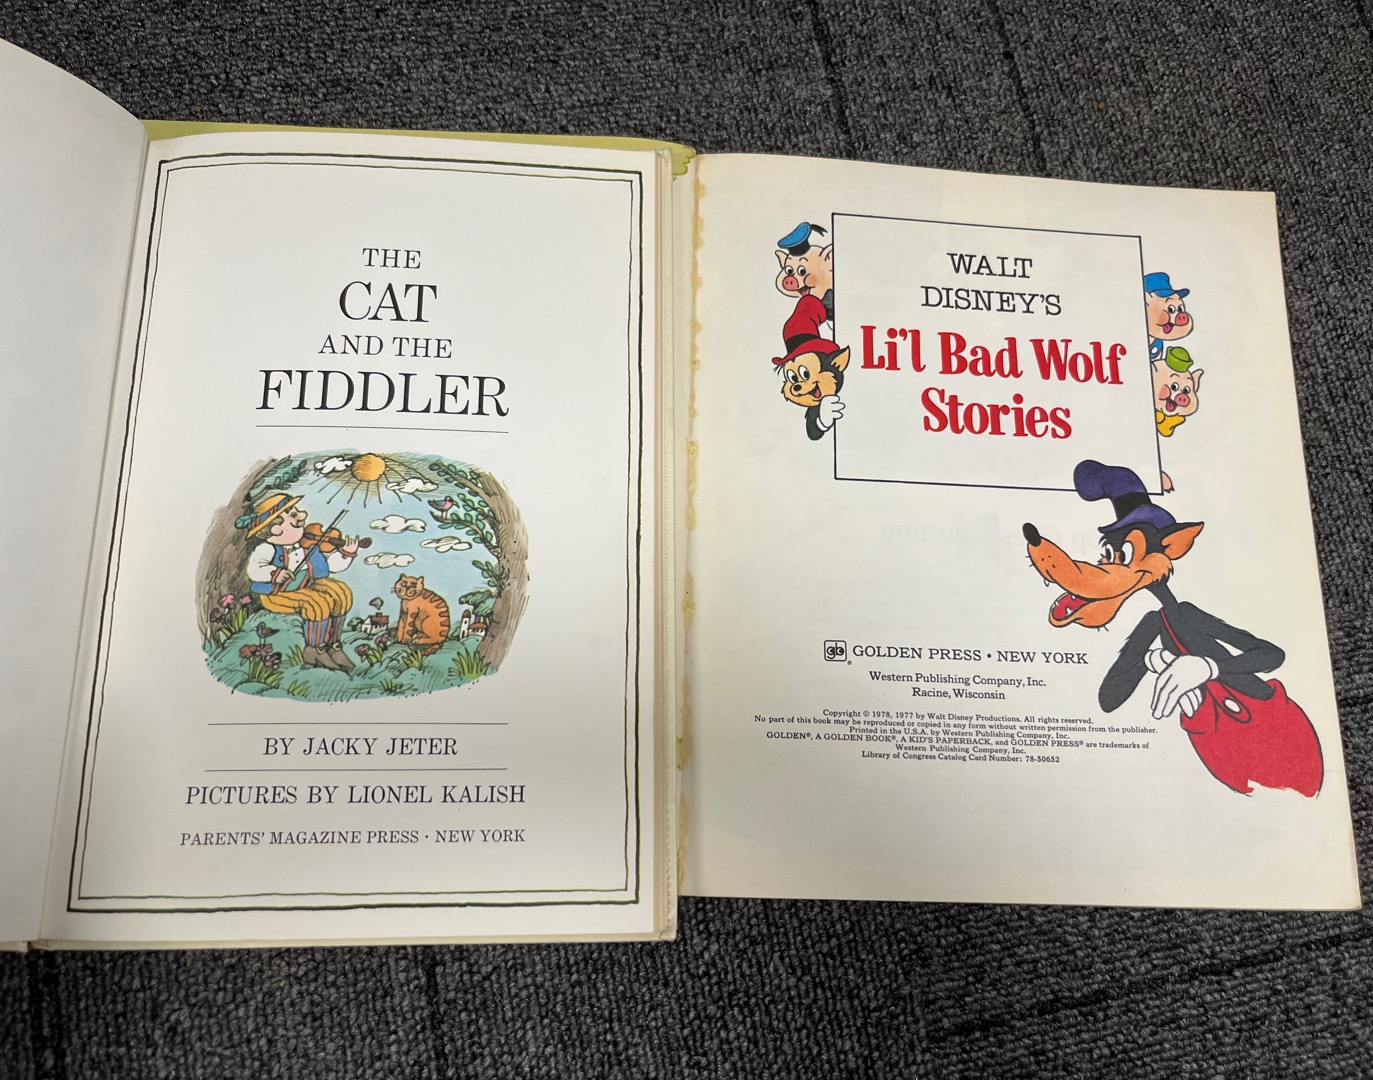 THE
CAT
AND THE
FIDDLER
BY JACKY JETER
PICTURES BY LIONEL KALISH
PARENTS' MAGAZINE PRESS · NEW YORK
WALT
DISNEY'S
Li'l Bad Wolf
Stories
gb ® GOLDEN PRESS • NEW YORK
Western Publishing Company, Inc.
Racine, Wisconsin
Copyright © 1978, 1977 by Walt Disney Productions. All rights reserved.
No part of this book may be reproduced or copied in any form without written permission from the publisher.
Printed in the U.S.A. by Western Publishing Company, Inc.
GOLDEN®, A GOLDEN BOOK®, A KID'S PAPERBACK, and GOLDEN PRESS® are trademarks of
Western Publishing Company, Inc.
Library of Congress Catalog Card Number: 78-50652